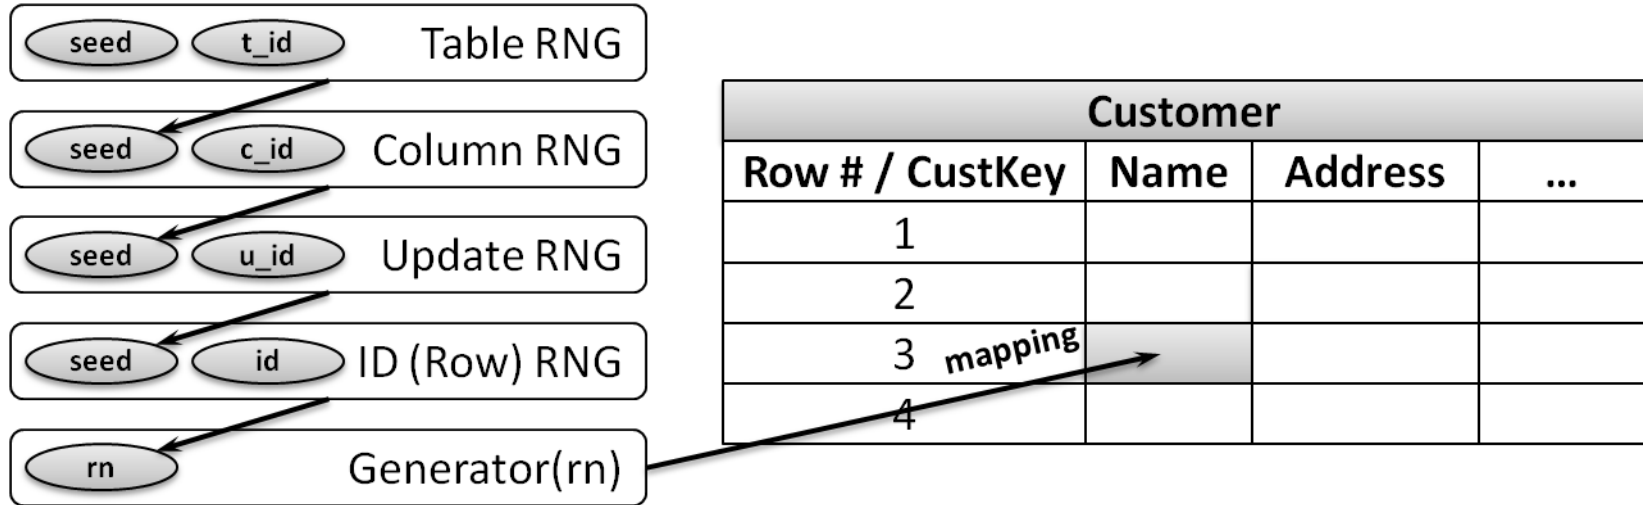 seed t_id Table RNG
seed c_id Column RNG
seed u_id Update RNG
seed id ID (Row) RNG
rn Generator(rn)
Customer
Row # / CustKey Name Address ...
1
2
3 mapping
4